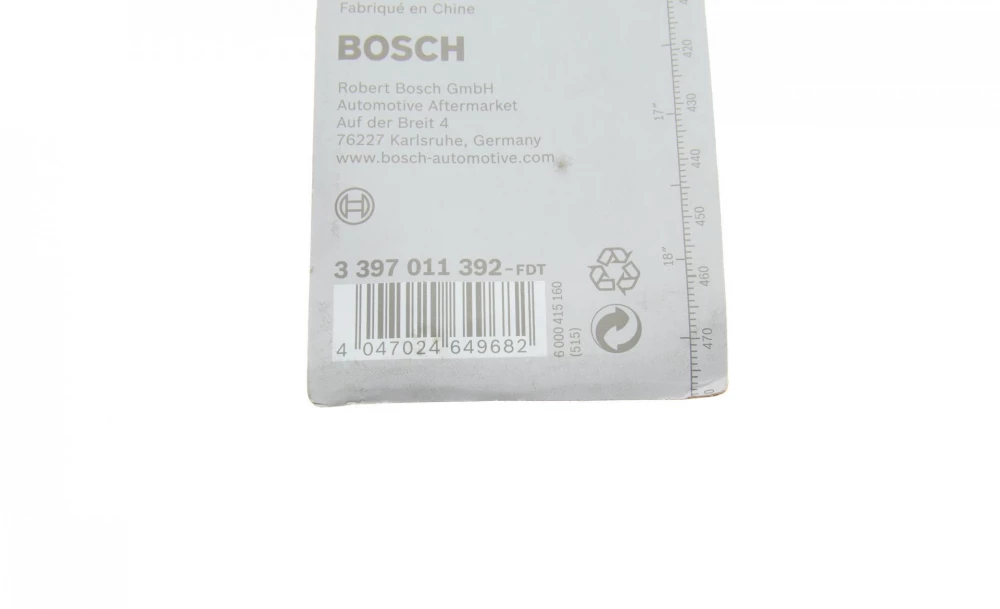 Fabriqué en Chine
BOSCH
Robert Bosch GmbH
Automotive Aftermarket
Auf der Breit 4
76227 Karlsruhe, Germany
www.bosch-automotive.com
3 397 011 392-FDT
4 047024 649682
6 000 415 160
(515)
420
17″
430
440
450
18″
460
470